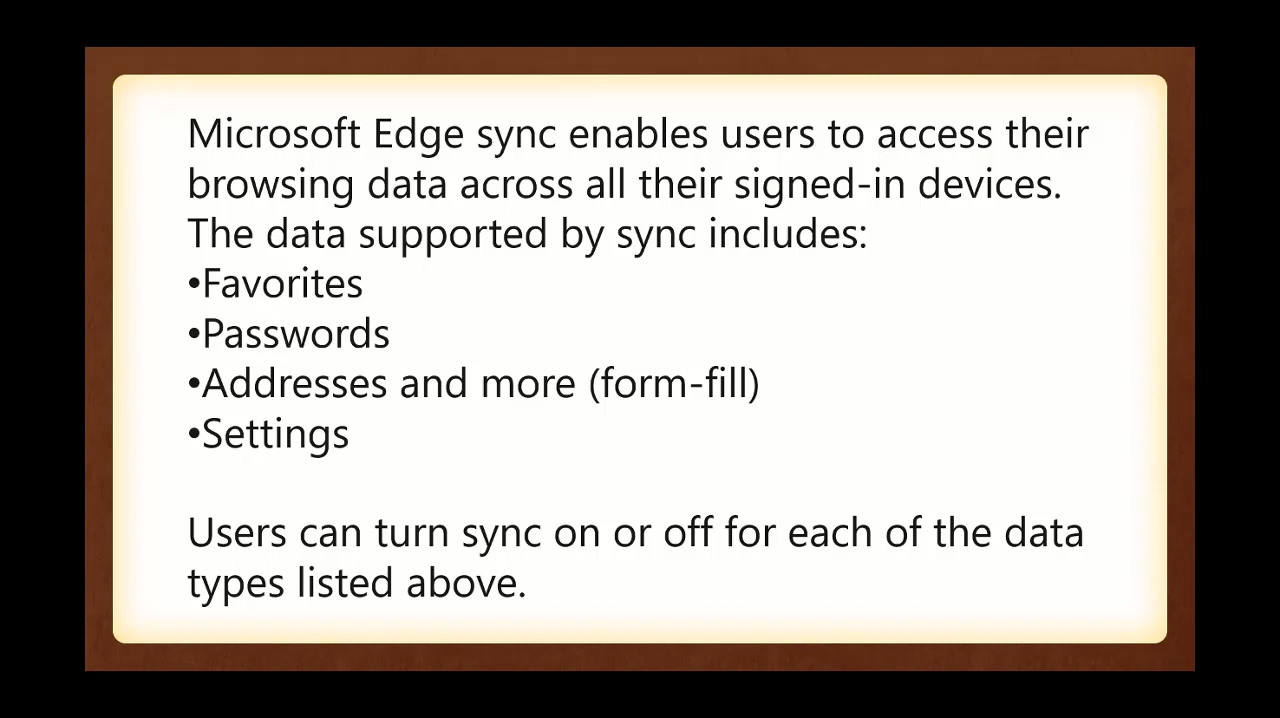 Microsoft Edge sync enables users to access their
browsing data across all their signed-in devices.
The data supported by sync includes:
•Favorites
•Passwords
•Addresses and more (form-fill)
•Settings
Users can turn sync on or off for each of the data
types listed above.